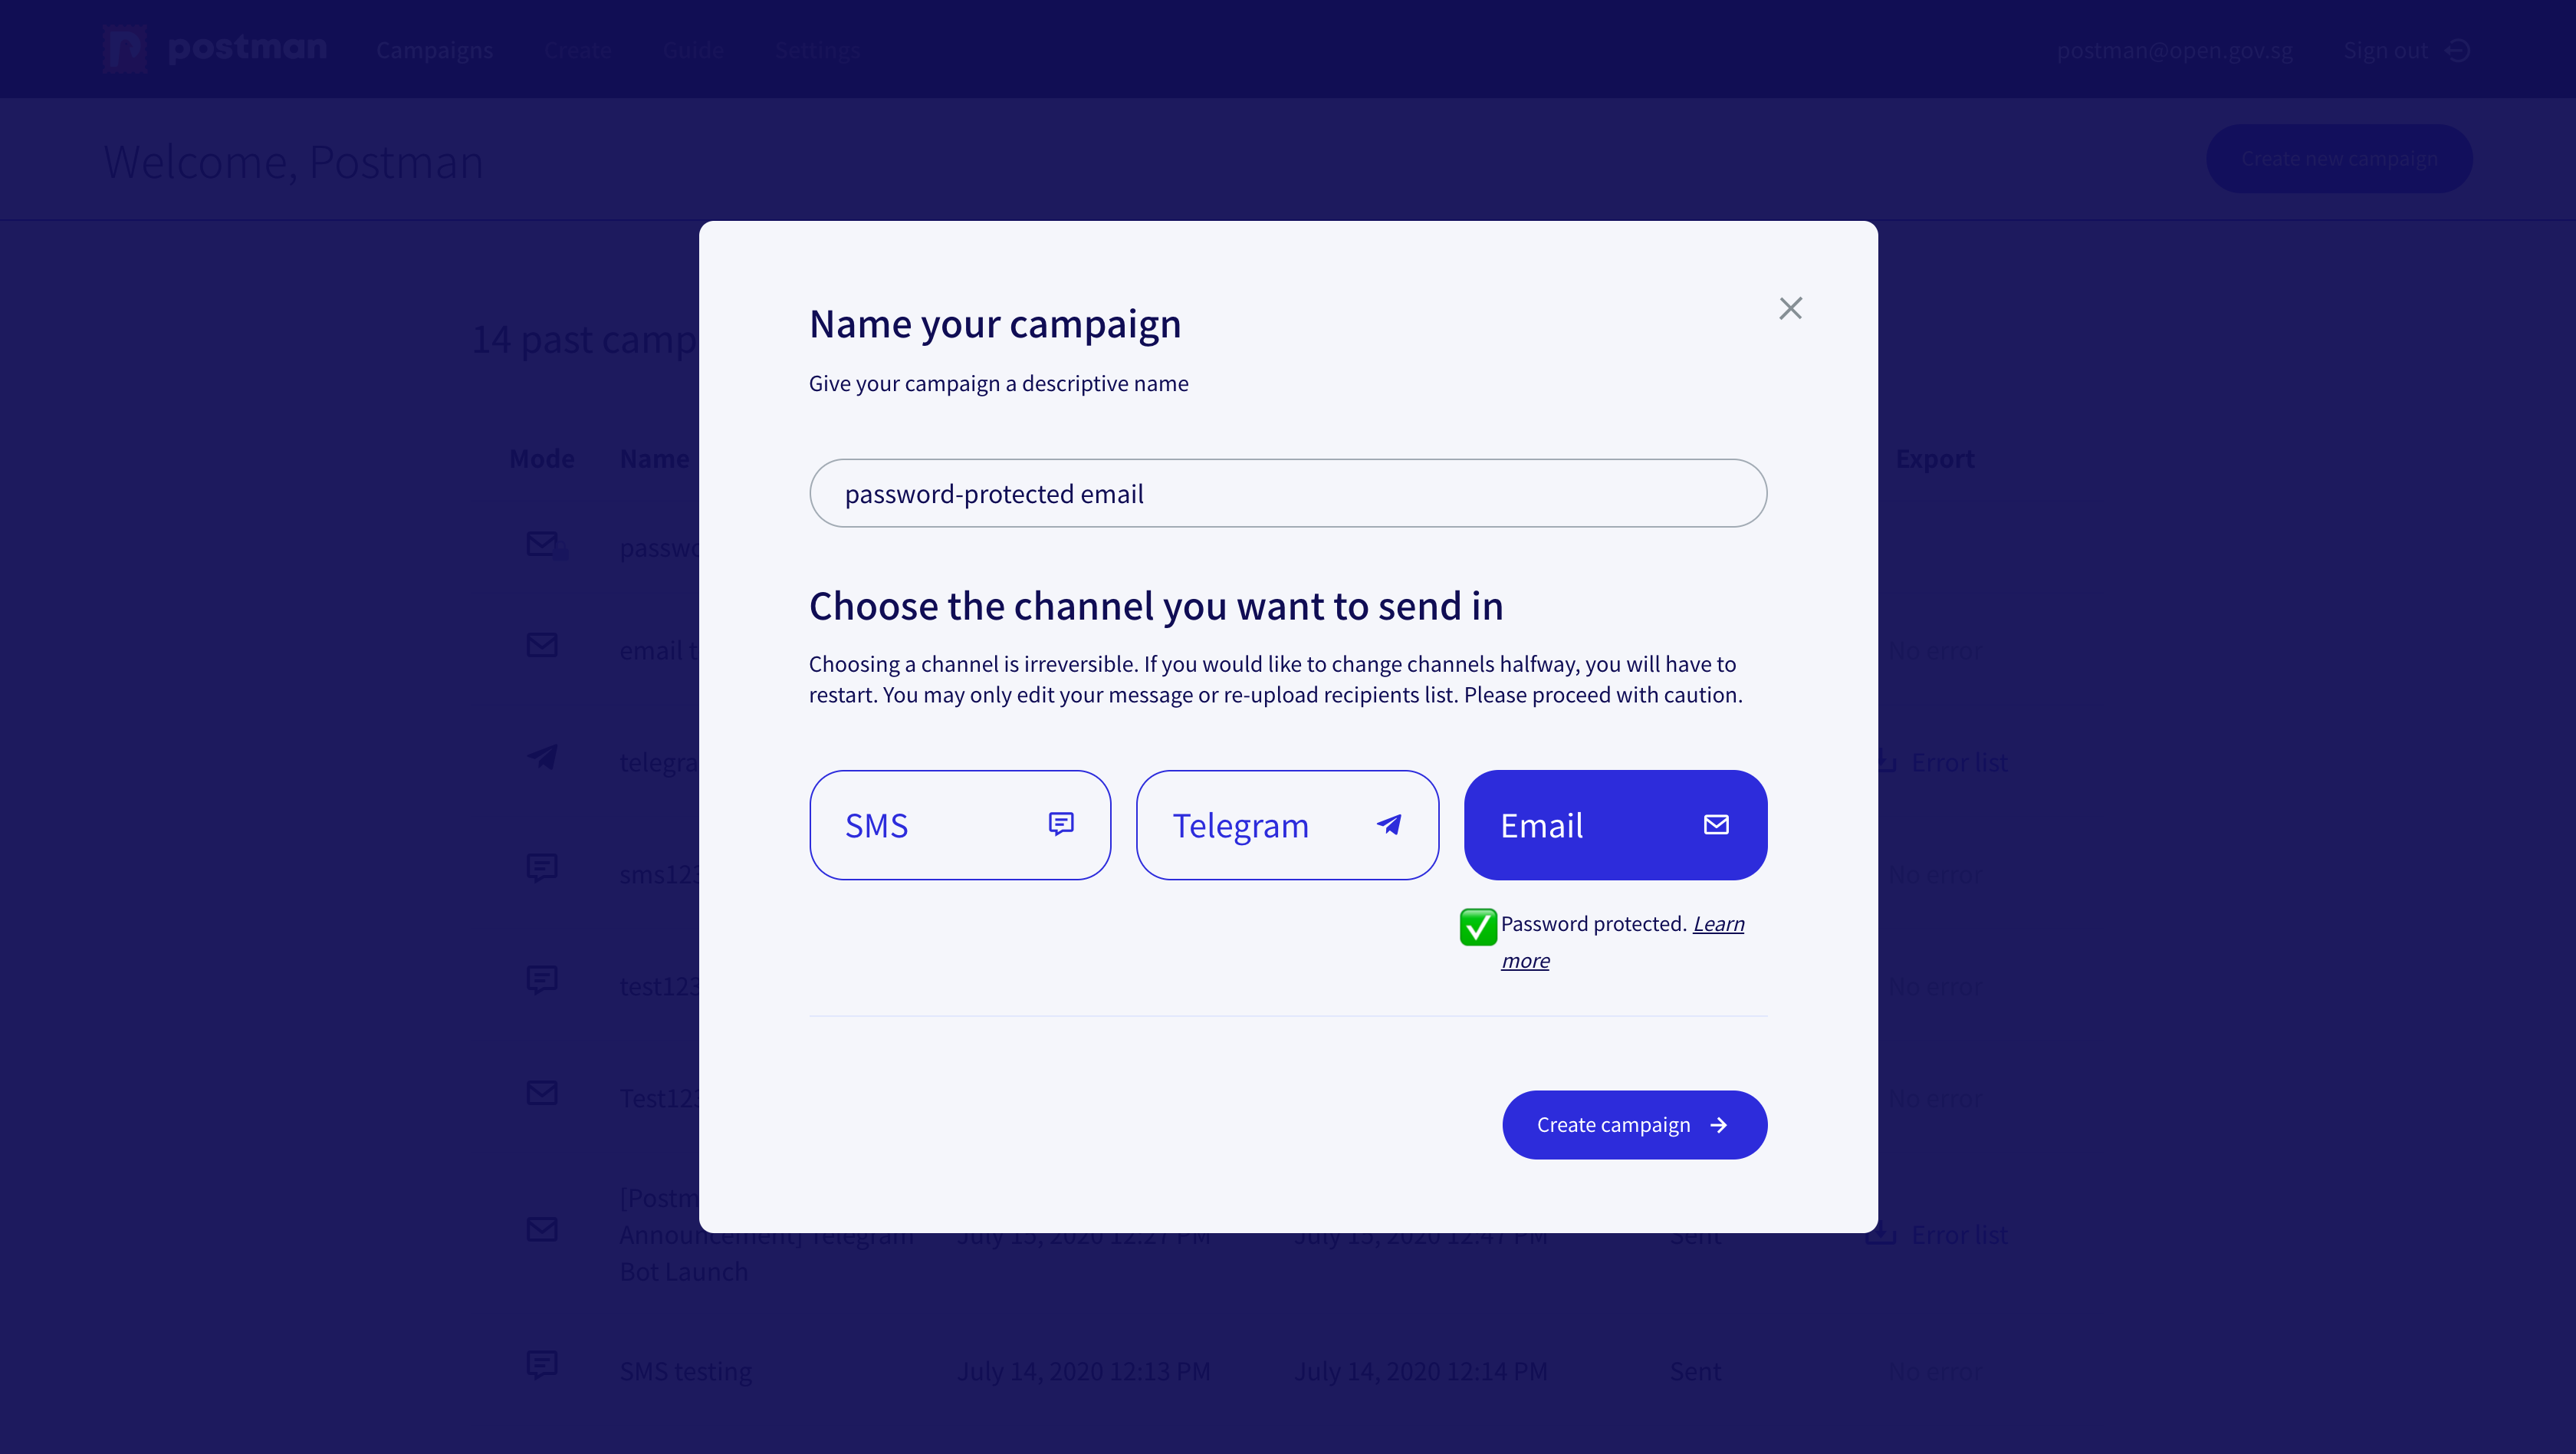 postman Campaigns Create Guide Settings postman@open.gov.sg Sign out
Welcome, Postman Create new campaign
14 past camp
Mode Name Export
Name your campaign
Give your campaign a descriptive name
password-protected email
Choose the channel you want to send in
Choosing a channel is irreversible. If you would like to change channels halfway, you will have to
restart. You may only edit your message or re-upload recipients list. Please proceed with caution.
SMS Telegram Email
Password protected. Learn
more
Create campaign
passwo
email t No error
telegra Error list
sms123 No error
test123 No error
Test123 No error
[Postm
Announcement] Telegram July 15, 2020 12:27 PM July 15, 2020 12:47 PM Sent Error list
Bot Launch
SMS testing July 14, 2020 12:13 PM July 14, 2020 12:14 PM Sent No error